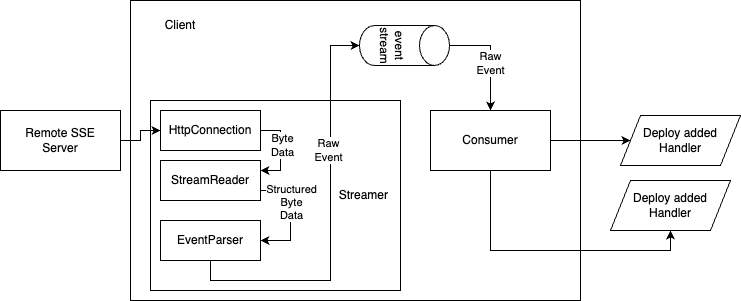 Client
event
stream
Raw
Event
Remote SSE
Server
HttpConnection
Byte
Data
Raw
Event
StreamReader
Structured
Byte
Data
Streamer
EventParser
Consumer
Deploy added
Handler
Deploy added
Handler